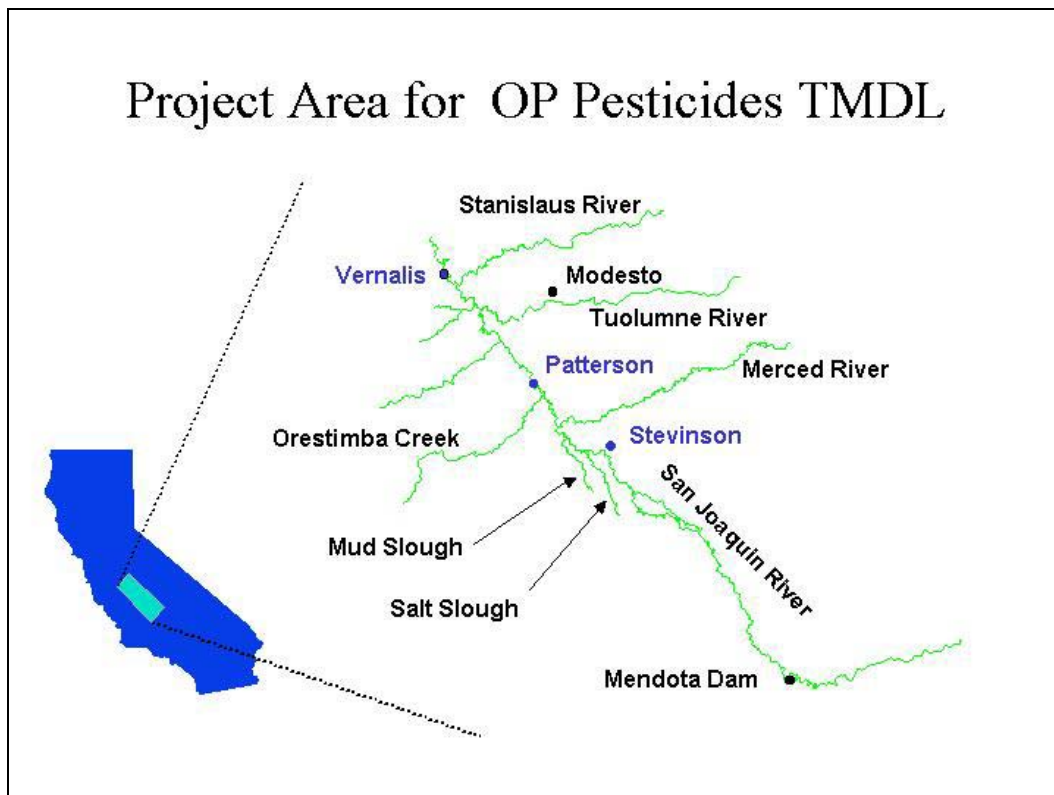 Project Area for OP Pesticides TMDL
Stanislaus River
Vernalis
Modesto
Tuolumne River
Patterson
Merced River
Orestimba Creek
Stevinson
San Joaquin River
Mud Slough
Salt Slough
Mendota Dam